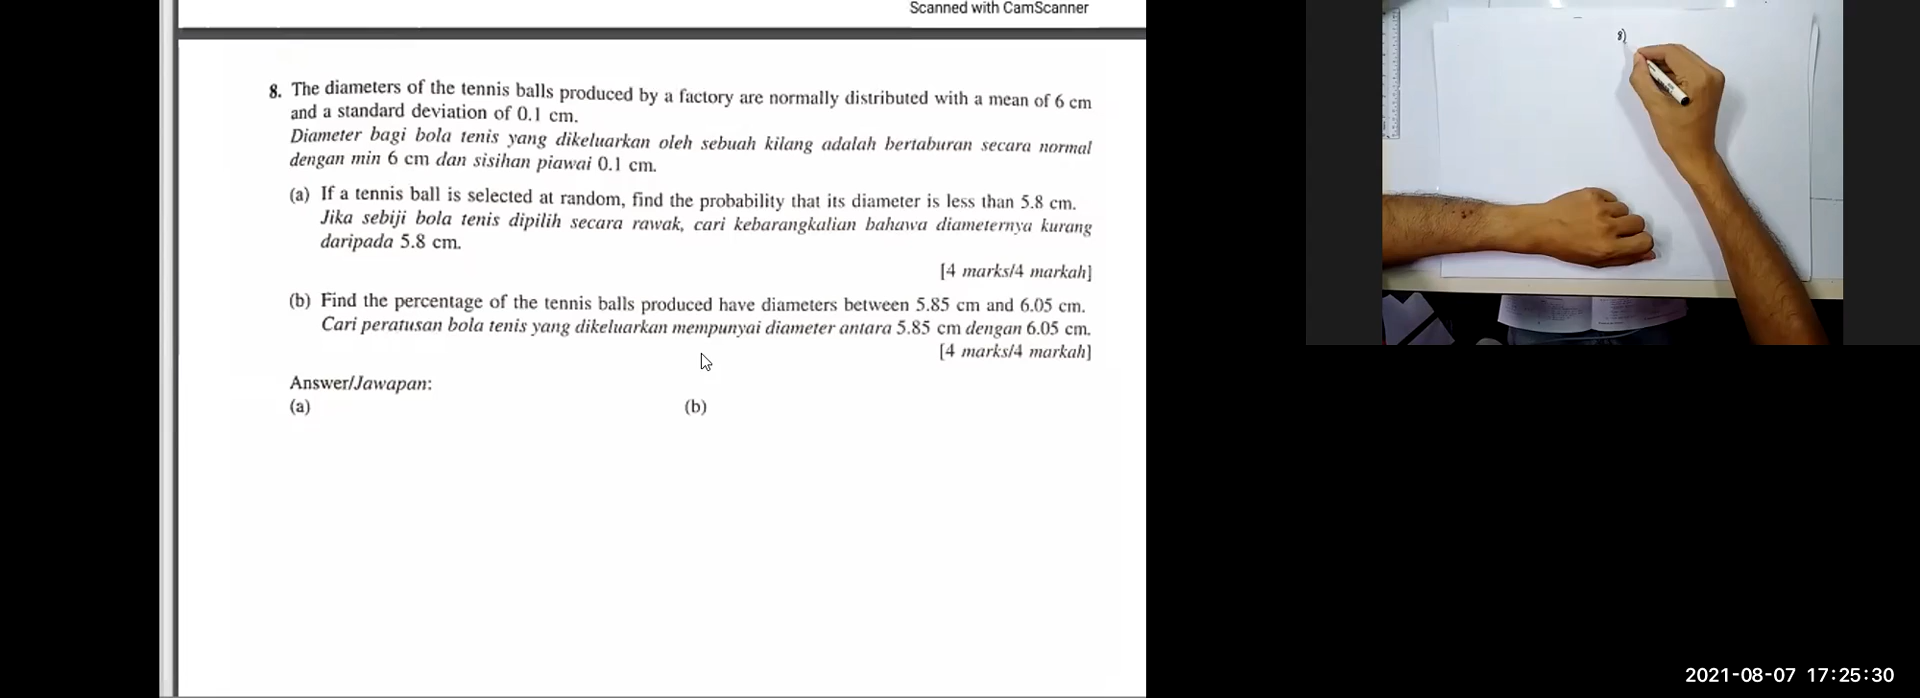 Scanned with CamScanner
8. The diameters of the tennis balls produced by a factory are normally distributed with a mean of 6 cm
and a standard deviation of 0.1 cm.
Diameter bagi bola tenis yang dikeluarkan oleh sebuah kilang adalah bertaburan secara normal
dengan min 6 cm dan sisihan piawai 0.1 cm.
(a) If a tennis ball is selected at random, find the probability that its diameter is less than 5.8 cm.
Jika sebiji bola tenis dipilih secara rawak, cari kebarangkalian bahawa diameternya kurang
daripada 5.8 cm.
[4 marks/4 markah]
(b) Find the percentage of the tennis balls produced have diameters between 5.85 cm and 6.05 cm.
Cari peratusan bola tenis yang dikeluarkan mempunyai diameter antara 5.85 cm dengan 6.05 cm.
[4 marks/4 markah]
Answer/Jawapan:
(a) (b)
8)
2021-08-07 17:25:30